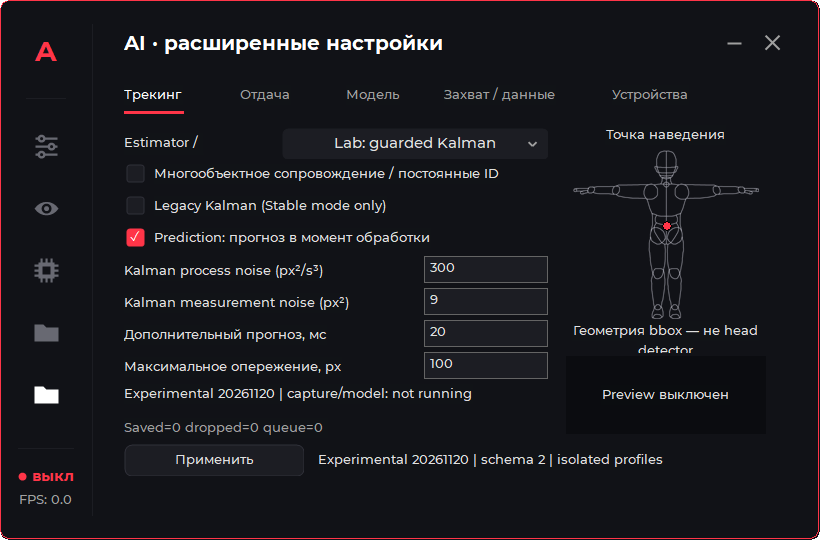 A
AI · расширенные настройки
Трекинг
Отдача
Модель
Захват / данные
Устройства
Estimator /
Lab: guarded Kalman
Точка наведения
Многообъектное сопровождение / постоянные ID
Legacy Kalman (Stable mode only)
Prediction: прогноз в момент обработки
Kalman process noise (px²/s³)
300
Kalman measurement noise (px²)
9
Дополнительный прогноз, мс
20
Максимальное опережение, px
100
Геометрия bbox — не head
detector
Experimental 20261120 | capture/model: not running
Preview выключен
Saved=0 dropped=0 queue=0
Применить
Experimental 20261120 | schema 2 | isolated profiles
ВЫКЛ
FPS: 0.0